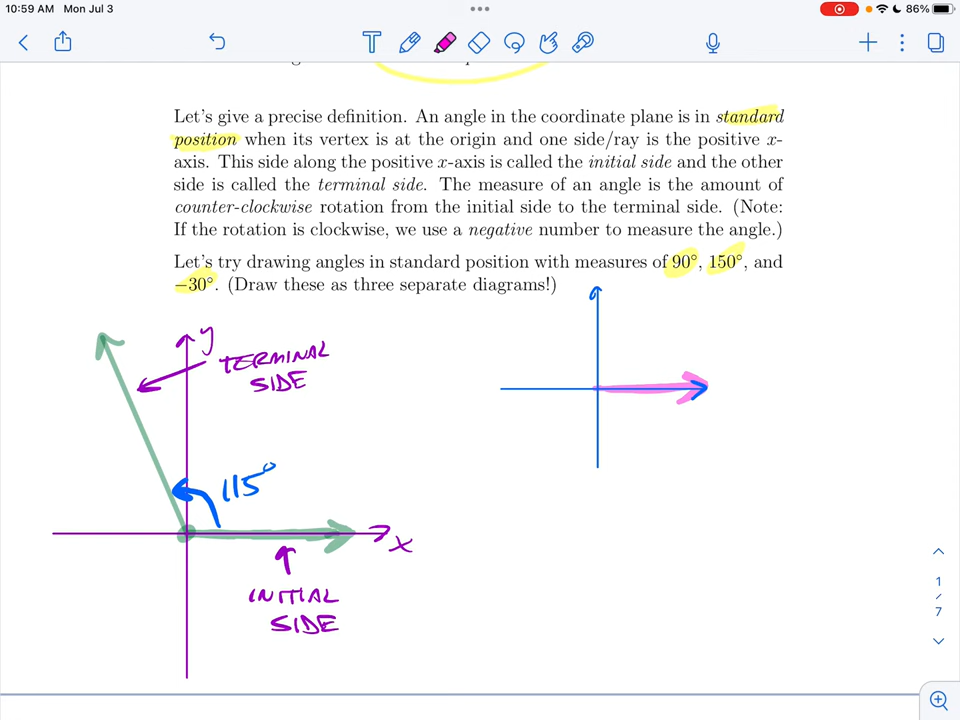 10:59 AM Mon Jul 3
86%
Let's give a precise definition. An angle in the coordinate plane is in standard
position when its vertex is at the origin and one side/ray is the positive x-
axis. This side along the positive x-axis is called the initial side and the other
side is called the terminal side. The measure of an angle is the amount of
counter-clockwise rotation from the initial side to the terminal side. (Note:
If the rotation is clockwise, we use a negative number to measure the angle.)
Let's try drawing angles in standard position with measures of 90°, 150°, and
−30°. (Draw these as three separate diagrams!)
y
TERMINAL
SIDE
115°
x
INITIAL
SIDE
1
/
7